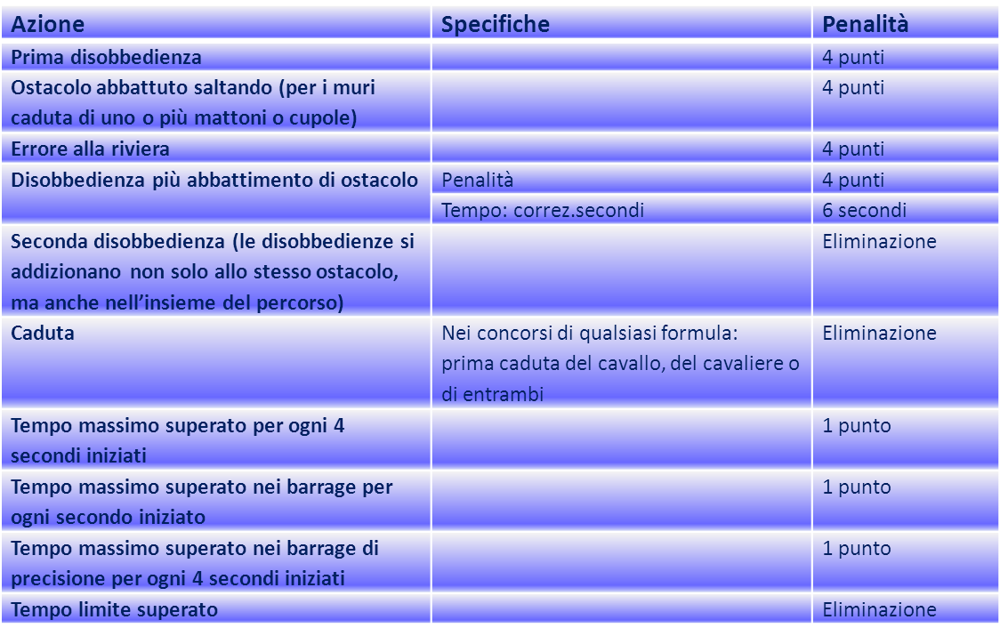 Azione Specifiche Penalità
Prima disobbedienza 4 punti
Ostacolo abbattuto saltando (per i muri 4 punti
caduta di uno o più mattoni o cupole)
Errore alla riviera 4 punti
Disobbedienza più abbattimento di ostacolo Penalità 4 punti
Tempo: correz.secondi 6 secondi
Seconda disobbedienza (le disobbedienze si Eliminazione
addizionano non solo allo stesso ostacolo,
ma anche nell’insieme del percorso)
Caduta Nei concorsi di qualsiasi formula: Eliminazione
prima caduta del cavallo, del cavaliere o
di entrambi
Tempo massimo superato per ogni 4 1 punto
secondi iniziati
Tempo massimo superato nei barrage per 1 punto
ogni secondo iniziato
Tempo massimo superato nei barrage di 1 punto
precisione per ogni 4 secondi iniziati
Tempo limite superato Eliminazione